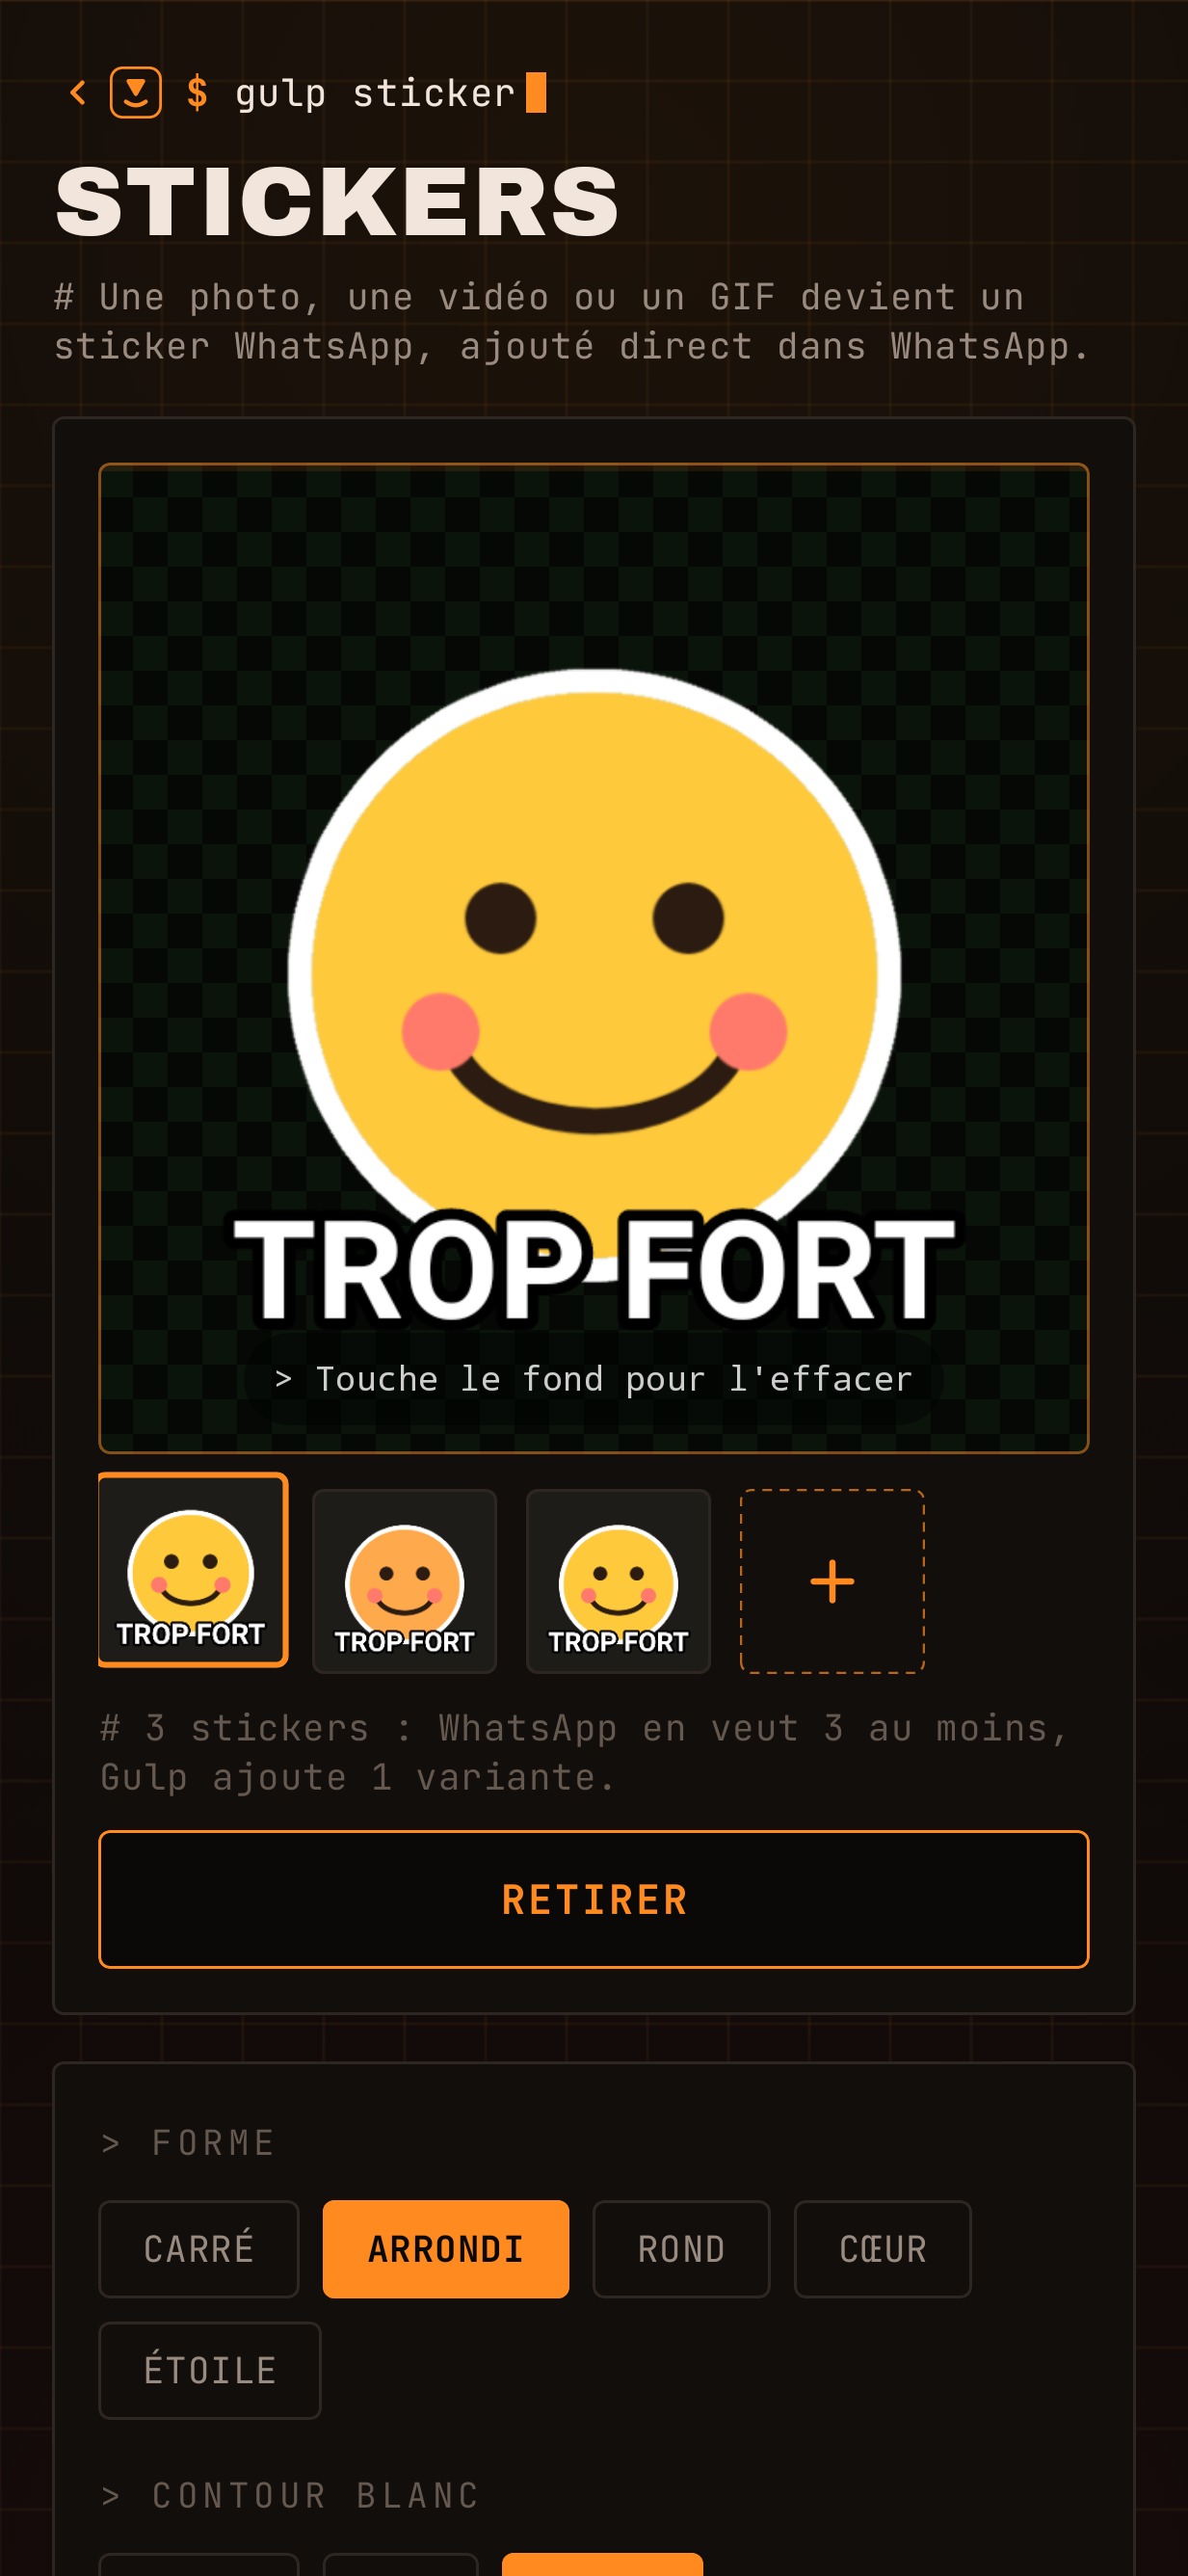 $ gulp sticker
STICKERS
# Une photo, une vidéo ou un GIF devient un
sticker WhatsApp, ajouté direct dans WhatsApp.
TROP FORT
> Touche le fond pour l'effacer
TROP FORT
TROP FORT
TROP FORT
+
# 3 stickers : WhatsApp en veut 3 au moins,
Gulp ajoute 1 variante.
RETIRER
> FORME
CARRÉ
ARRONDI
ROND
CŒUR
ÉTOILE
> CONTOUR BLANC